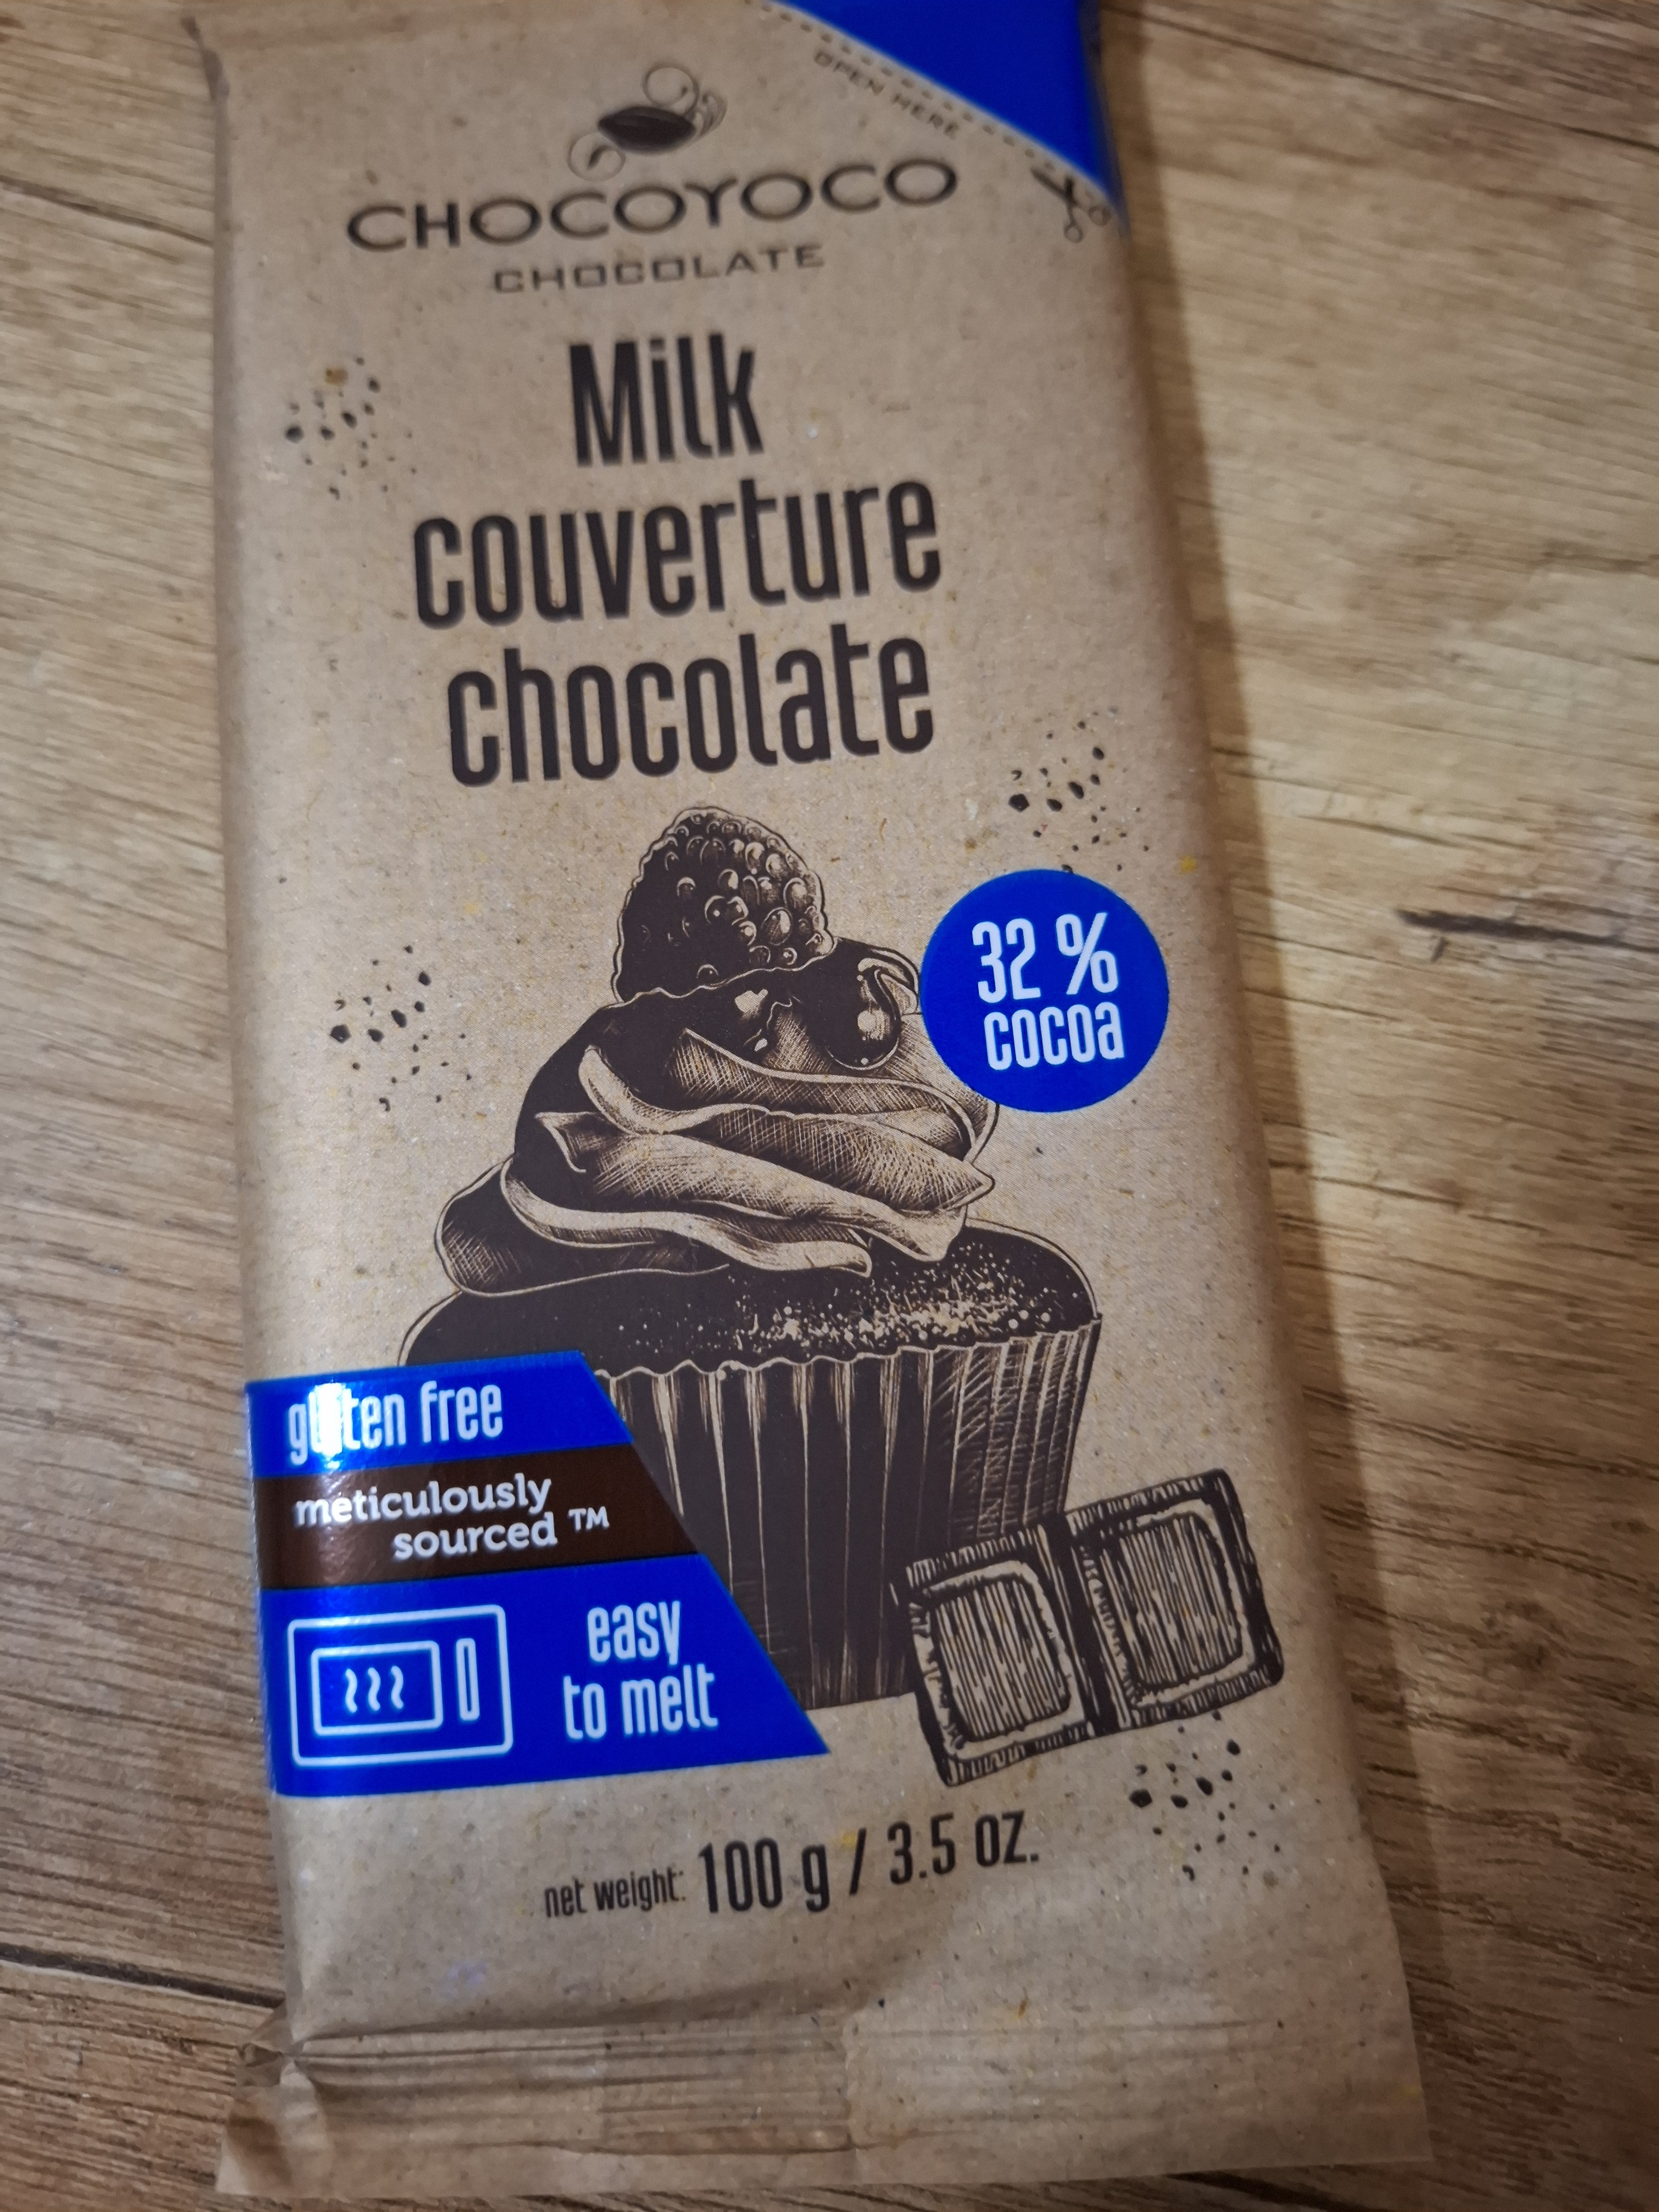 OPEN HERE
CHOCOYOCO
CHOCOLATE
Milk
couverture
chocolate
32 %
cocoa
gluten free
meticulously
sourced ™
easy
to melt
net weight: 100 g / 3.5 oz.